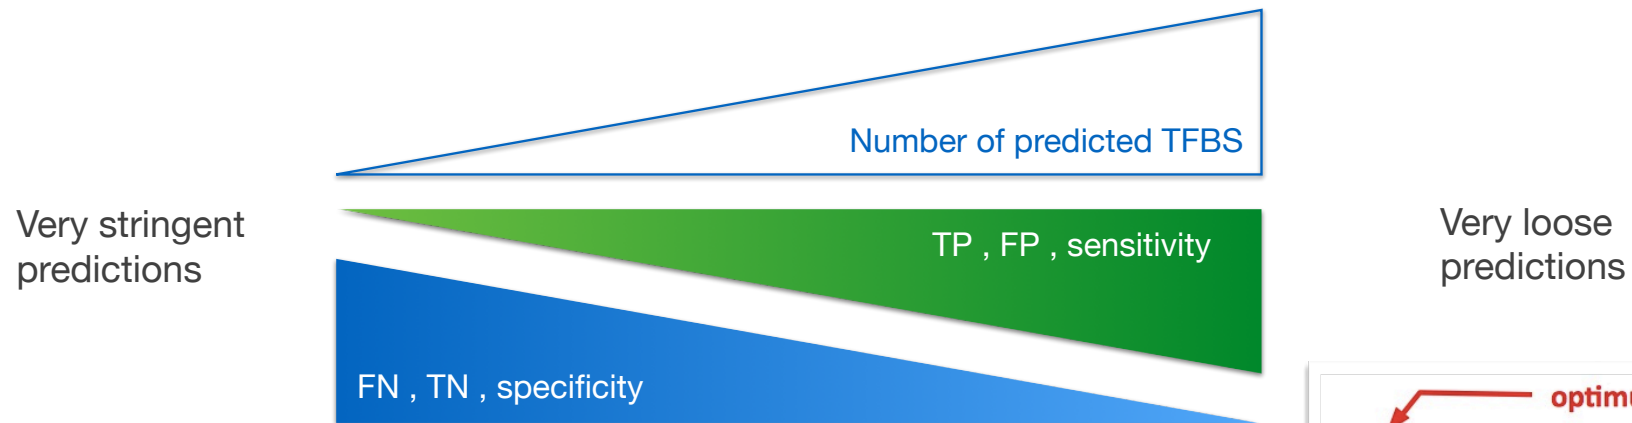 Number of predicted TFBS
Very stringent
predictions
TP , FP , sensitivity
Very loose
predictions
FN , TN , specificity